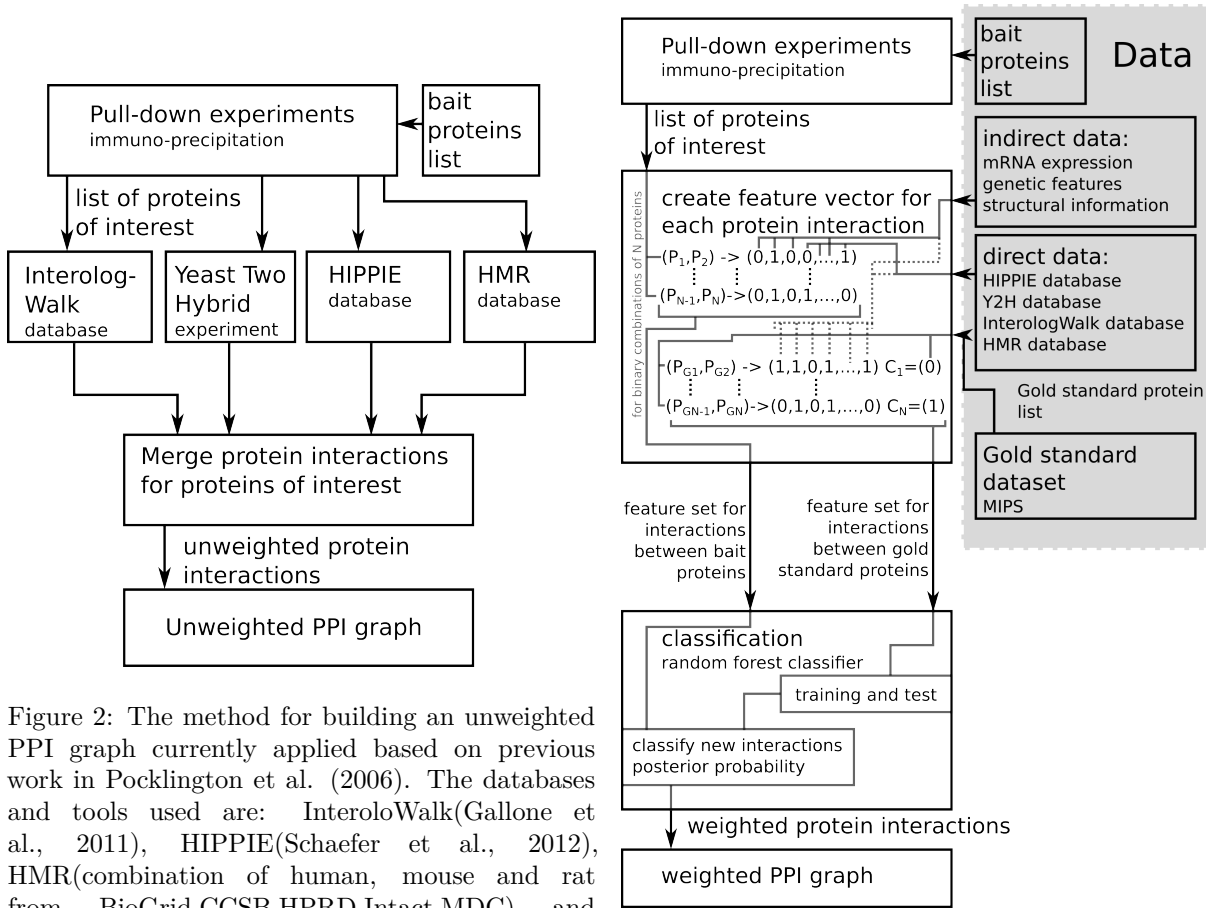 Pull-down experiments
immuno-precipitation
bait
proteins
list
list of proteins
of interest
Interolog-
Walk
database
Yeast Two
Hybrid
experiment
HIPPIE
database
HMR
database
Merge protein interactions
for proteins of interest
unweighted protein
interactions
Unweighted PPI graph
Figure 2: The method for building an unweighted
PPI graph currently applied based on previous
work in Pocklington et al. (2006). The databases
and tools used are: InteroloWalk(Gallone et
al., 2011), HIPPIE(Schaefer et al., 2012),
HMR(combination of human, mouse and rat
from BioGrid,CCSB,HPRD,Intact,MDC) and
Pull-down experiments
immuno-precipitation
bait
proteins
list
Data
list of proteins
of interest
indirect data:
mRNA expression
genetic features
structural information
create feature vector for
each protein interaction
for binary combinations of N proteins
(P1,P2) -> (0,1,0,0,...,1)
(PN-1,PN)->(0,1,0,1,...,0)
direct data:
HIPPIE database
Y2H database
InterologWalk database
HMR database
(PG1,PG2) -> (1,1,0,1,...,1) C1=(0)
(PGN-1,PGN)->(0,1,0,1,...,0) CN=(1)
Gold standard protein
list
Gold standard
dataset
MIPS
feature set for
interactions
between bait
proteins
feature set for
interactions
between gold
standard proteins
classification
random forest classifier
training and test
classify new interactions
posterior probability
weighted protein interactions
weighted PPI graph